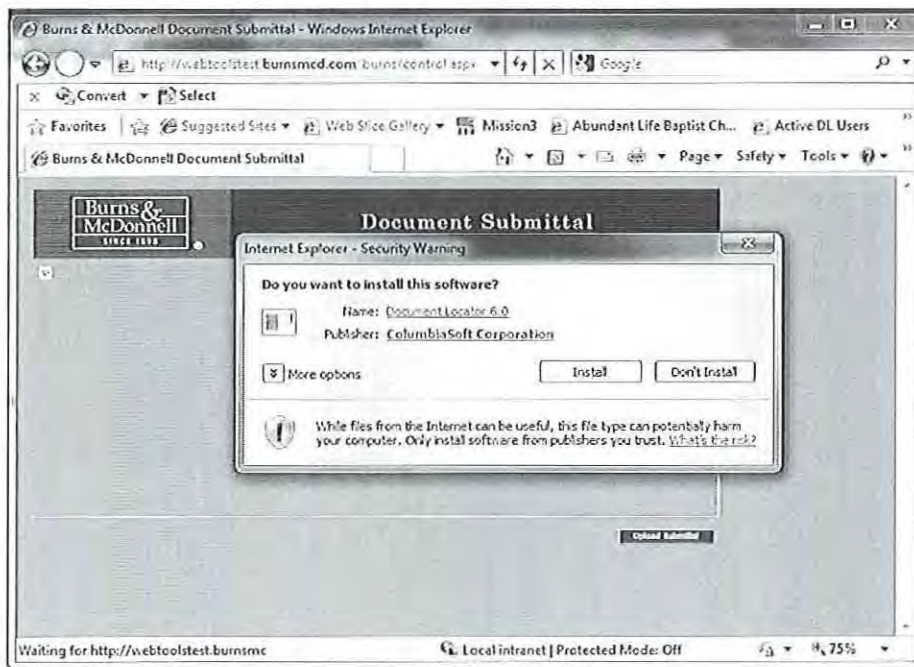 Burns & McDonnell Document Submittal - Windows Internet Explorer
http://webtoolstest.burnsmcd.com/burns/control.aspx Google
x Convert Select
Favorites Suggested Sites Web Slice Gallery Mission3 Abundant Life Baptist Ch... Active DL Users
Burns & McDonnell Document Submittal Page Safety Tools
Burns &
McDonnell
SINCE 1898
Document Submittal
Internet Explorer - Security Warning
Do you want to install this software?
Name: Document Locator 6.0
Publisher: ColumbiaSoft Corporation
More options Install Don't Install
While files from the Internet can be useful, this file type can potentially harm
your computer. Only install software from publishers you trust. What's the risk?
Upload Submittal
Waiting for http://webtoolstest.burnsmc Local intranet | Protected Mode: Off 75%